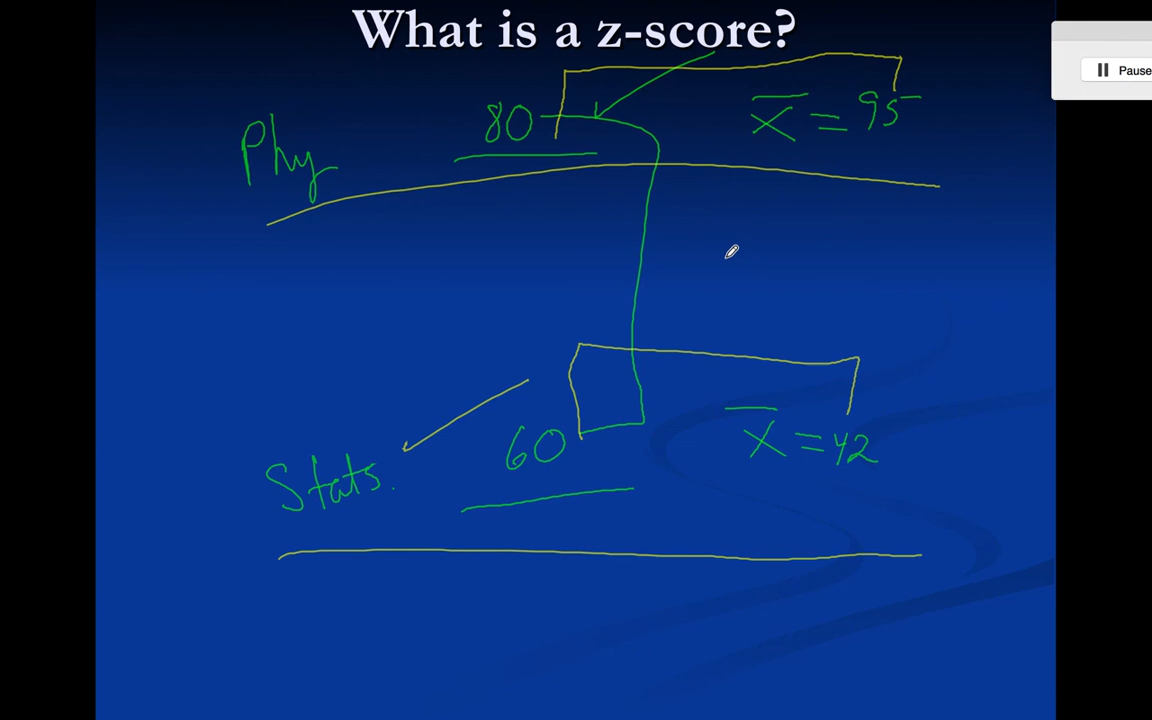 What is a z-score?
Pause
Phy 80 x̄ = 95
Stats. 60 x̄ = 42